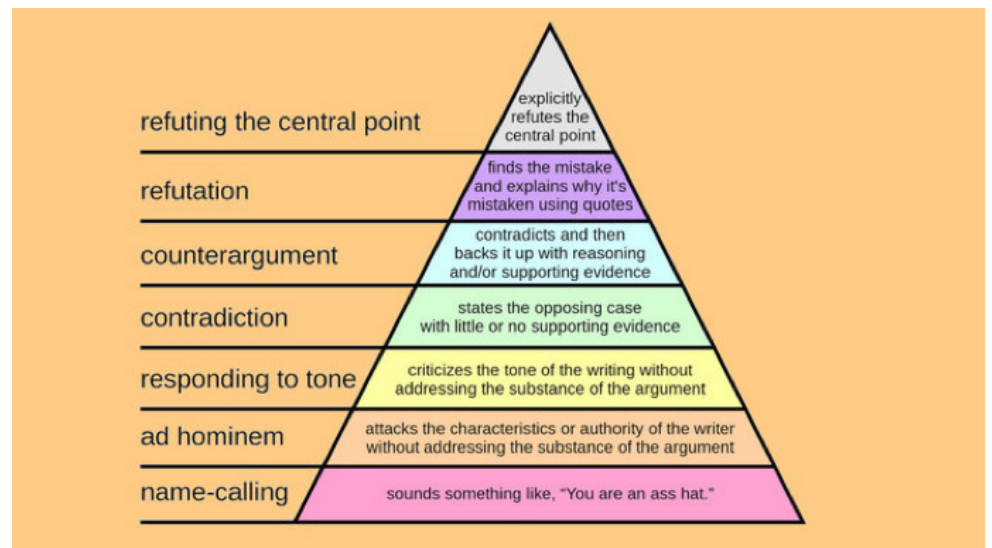 explicitly
refutes the
central point
refuting the central point
finds the mistake
and explains why it's
mistaken using quotes
refutation
contradicts and then
backs it up with reasoning
and/or supporting evidence
counterargument
states the opposing case
with little or no supporting evidence
contradiction
criticizes the tone of the writing without
addressing the substance of the argument
responding to tone
attacks the characteristics or authority of the writer
without addressing the substance of the argument
ad hominem
sounds something like, “You are an ass hat.”
name-calling